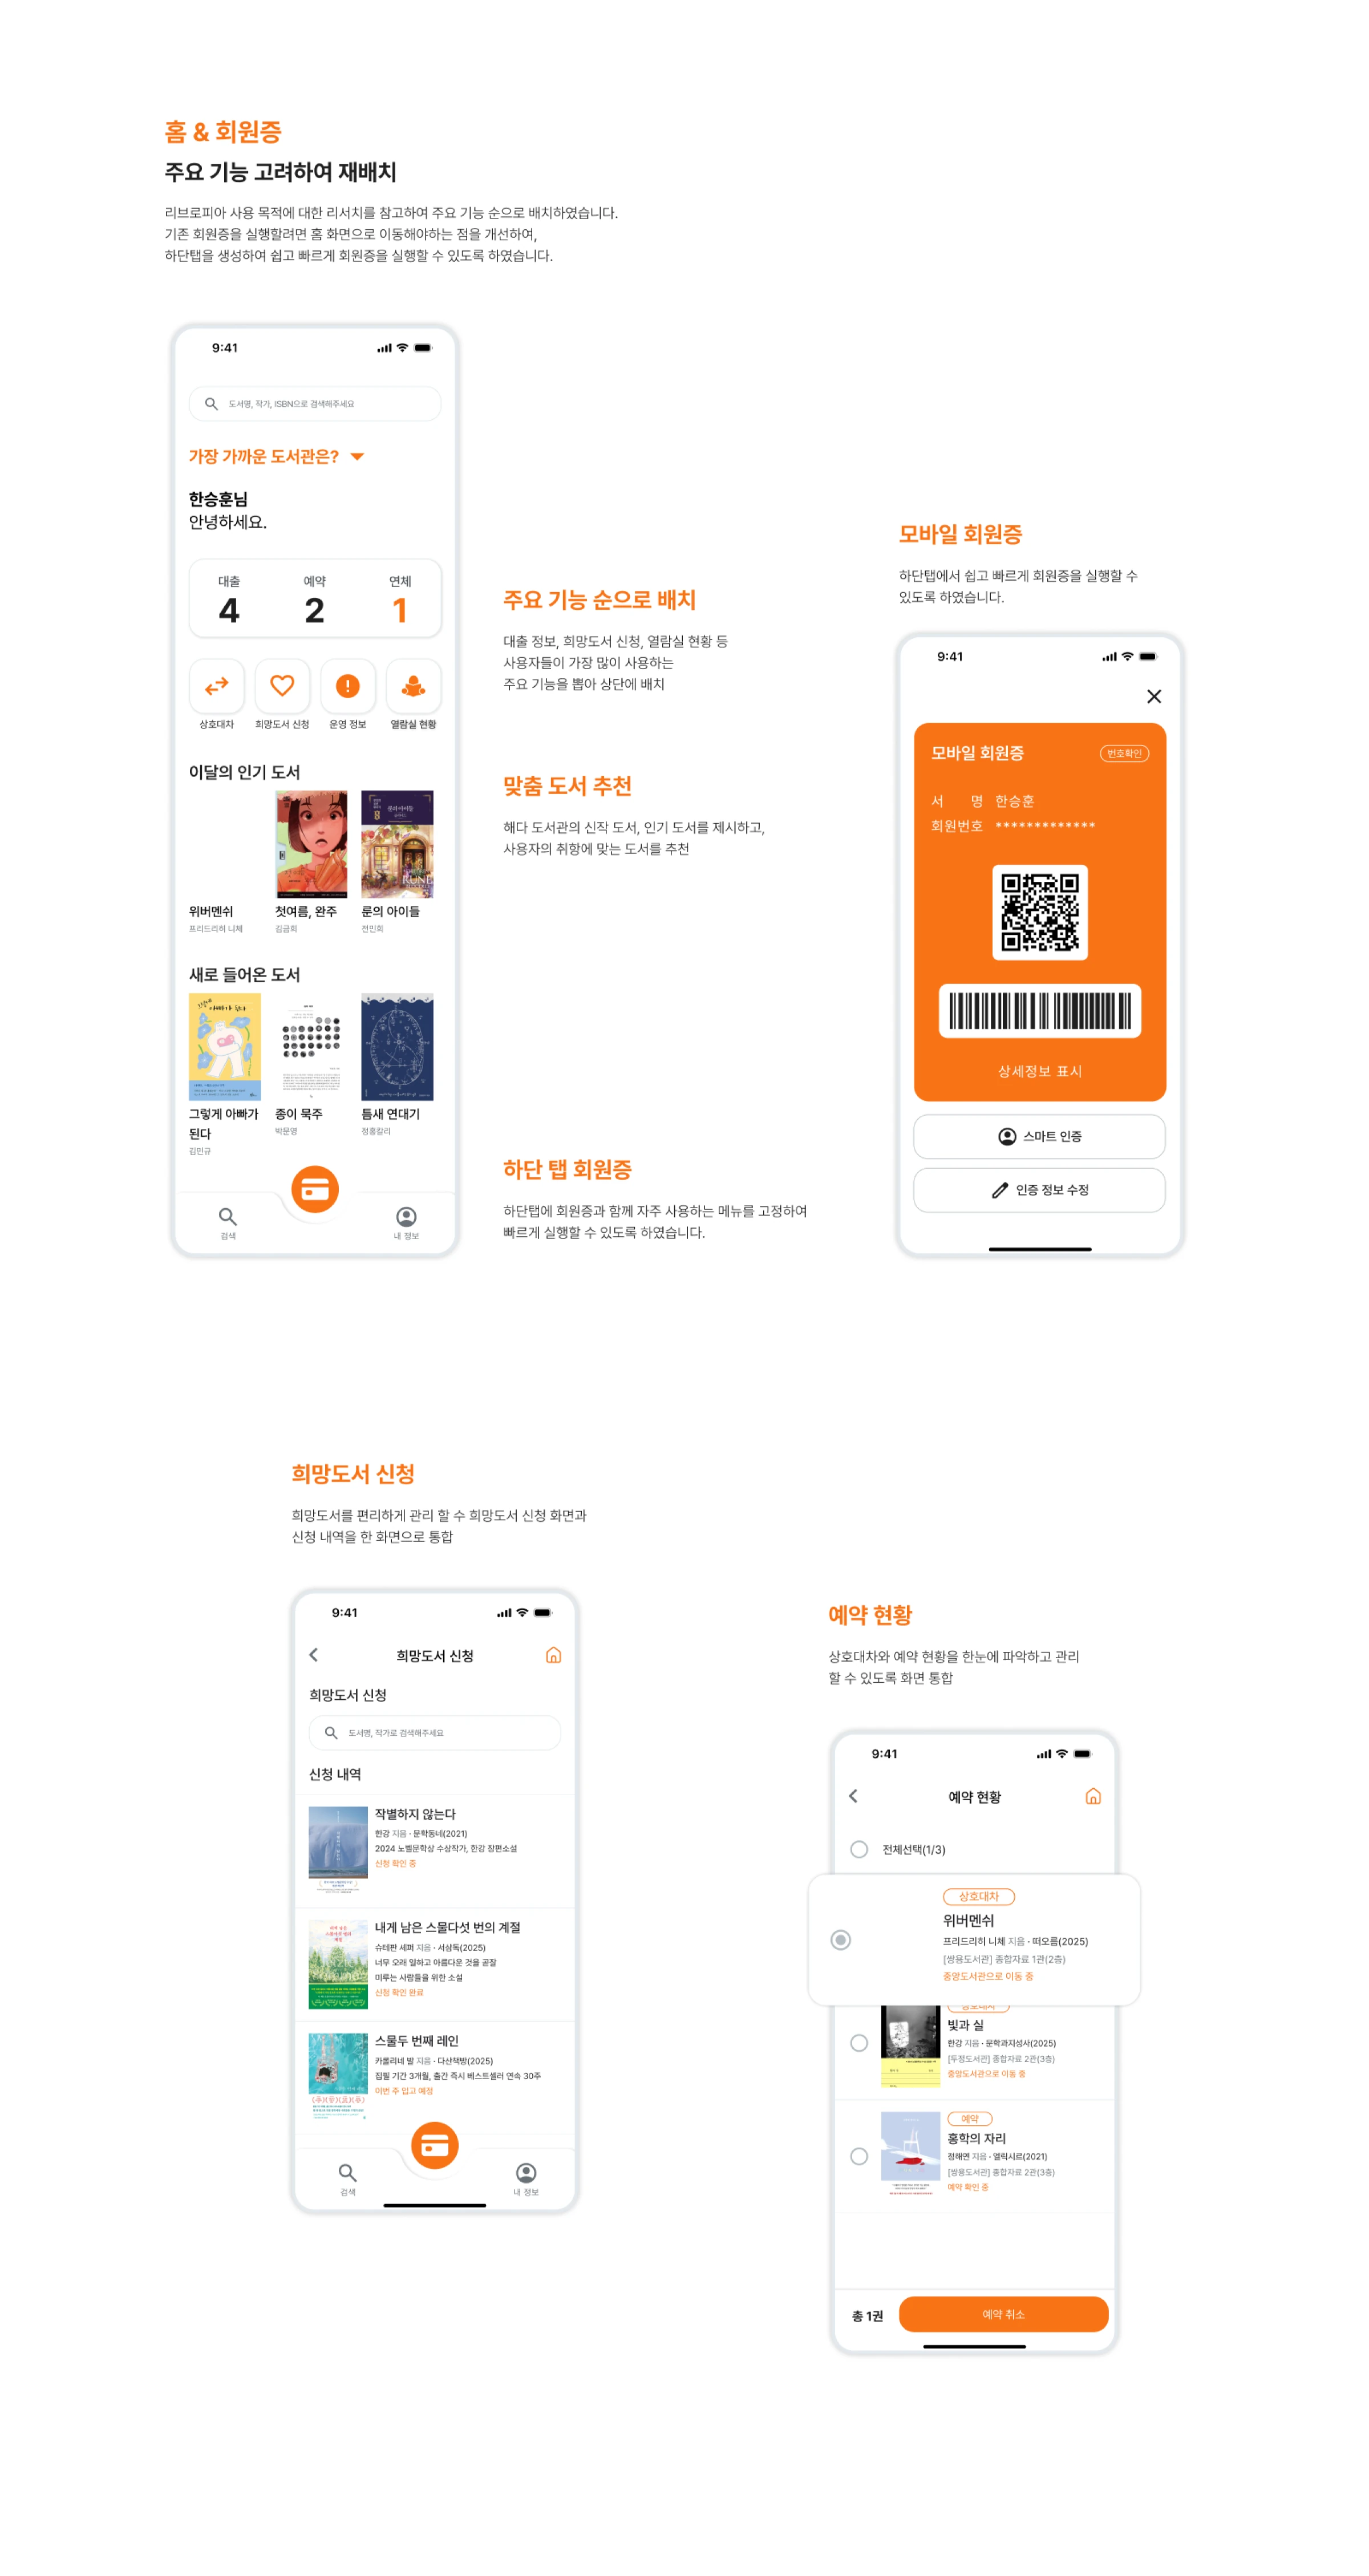 홈 & 회원증
주요 기능 고려하여 재배치
리브로피아 사용 목적에 대한 리서치를 참고하여 주요 기능 순으로 배치하였습니다.
기존 회원증을 실행할려면 홈 화면으로 이동해야하는 점을 개선하여,
하단탭을 생성하여 쉽고 빠르게 회원증을 실행할 수 있도록 하였습니다.
9:41
도서명, 작가, ISBN으로 검색해주세요
가장 가까운 도서관은?
한승훈님
안녕하세요.
대출 예약 연체
4 2 1
상호대차 희망도서 신청 운영 정보 열람실 현황
이달의 인기 도서
위버멘쉬 첫여름, 완주 룬의 아이들
프리드리히 니체 김금희 전민희
새로 들어온 도서
그렇게 아빠가 종이 묵주 틈새 연대기
된다 박문영 정홍칼리
김민규
검색 내 정보
주요 기능 순으로 배치
대출 정보, 희망도서 신청, 열람실 현황 등
사용자들이 가장 많이 사용하는
주요 기능을 뽑아 상단에 배치
맞춤 도서 추천
해다 도서관의 신작 도서, 인기 도서를 제시하고,
사용자의 취항에 맞는 도서를 추천
하단 탭 회원증
하단탭에 회원증과 함께 자주 사용하는 메뉴를 고정하여
빠르게 실행할 수 있도록 하였습니다.
모바일 회원증
하단탭에서 쉽고 빠르게 회원증을 실행할 수
있도록 하였습니다.
9:41
모바일 회원증 번호확인
서 명 한승훈
회원번호 *************
상세정보 표시
스마트 인증
인증 정보 수정
희망도서 신청
희망도서를 편리하게 관리 할 수 희망도서 신청 화면과
신청 내역을 한 화면으로 통합
9:41
희망도서 신청
희망도서 신청
도서명, 작가로 검색해주세요
신청 내역
작별하지 않는다
한강 지음 · 문학동네(2021)
2024 노벨문학상 수상작가, 한강 장편소설
신청 확인 중
내게 남은 스물다섯 번의 계절
슈테판 셰퍼 지음 · 서삼독(2025)
너무 오래 일하고 아름다운 것을 곧잘
미루는 사람들을 위한 소설
신청 확인 완료
스물두 번째 레인
카롤리네 발 지음 · 다산책방(2025)
집필 기간 3개월, 출간 즉시 베스트셀러 연속 30주
이번 주 입고 예정
검색 내 정보
예약 현황
상호대차와 예약 현황을 한눈에 파악하고 관리
할 수 있도록 화면 통합
9:41
예약 현황
전체선택(1/3)
상호대차
위버멘쉬
프리드리히 니체 지음 · 떠오름(2025)
[쌍용도서관] 종합자료 1관(2층)
중앙도서관으로 이동 중
상호대차
빛과 실
한강 지음 · 문학과지성사(2025)
[두정도서관] 종합자료 2관(3층)
중앙도서관으로 이동 중
예약
홍학의 자리
정해연 지음 · 엘릭시르(2021)
[쌍용도서관] 종합자료 2관(3층)
예약 확인 중
총 1권 예약 취소